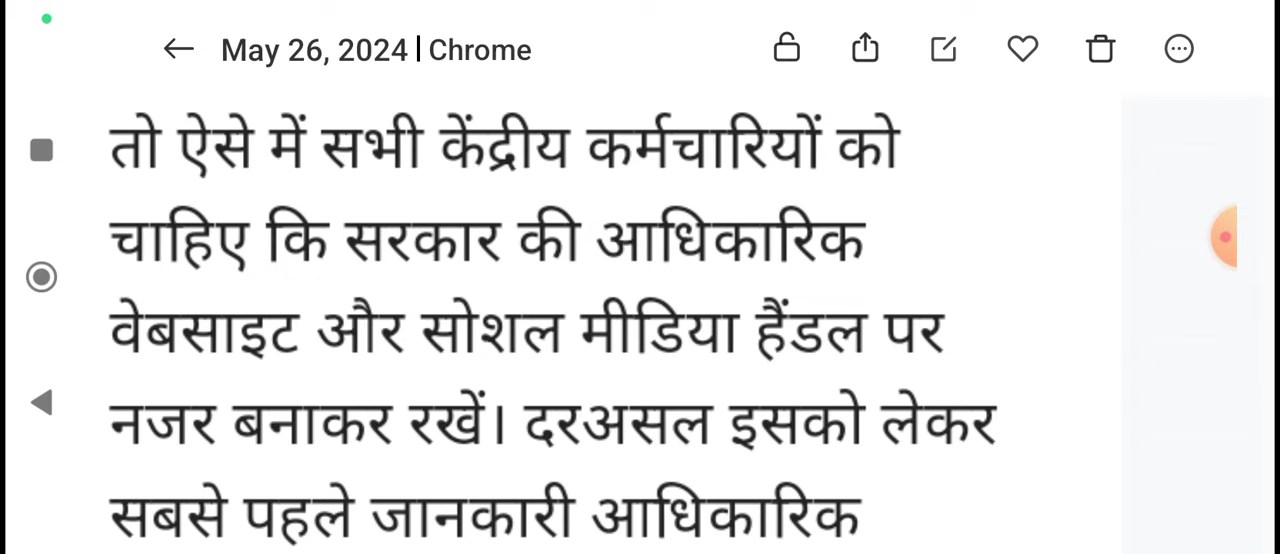 May 26, 2024 | Chrome
तो ऐसे में सभी केंद्रीय कर्मचारियों को
चाहिए कि सरकार की आधिकारिक
वेबसाइट और सोशल मीडिया हैंडल पर
नजर बनाकर रखें। दरअसल इसको लेकर
सबसे पहले जानकारी आधिकारिक